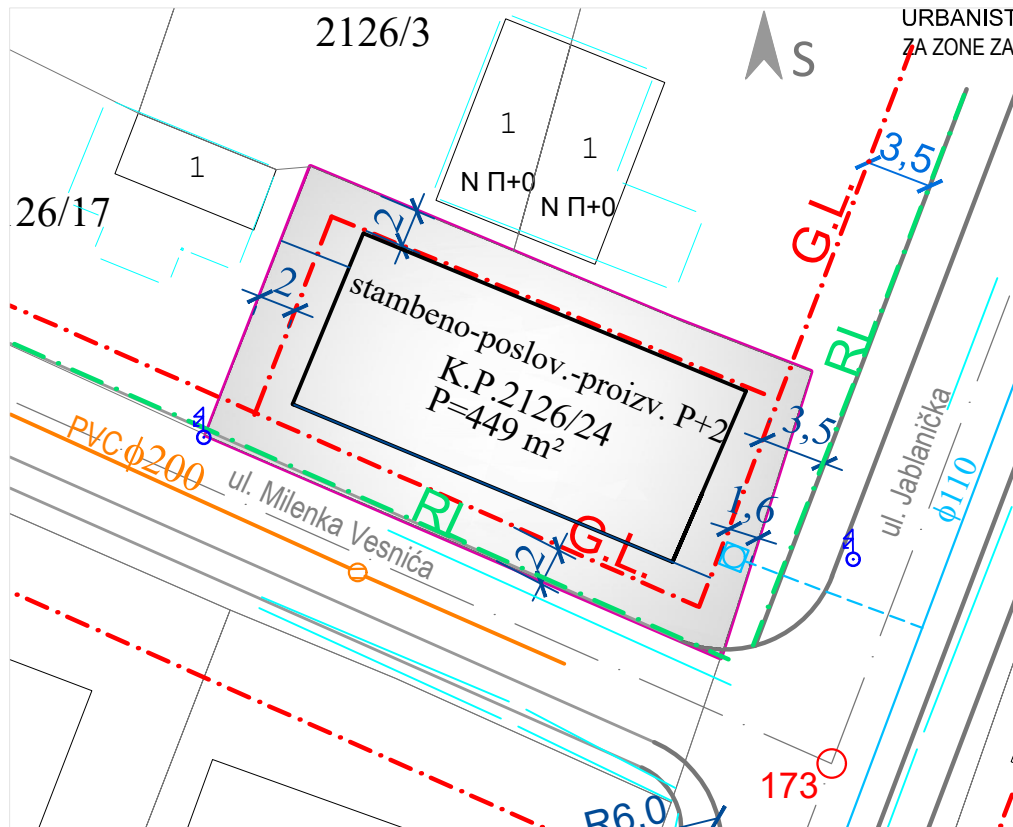 2126/3
URBANIST
ZA ZONE ZA
S
1
1
1
N П+0
N П+0
26/17
3,5
G.L.
2
2
stambeno-poslov.-proizv. P+2
K.P.2126/24
P=449 m²
RL
3,5
1,6
ul. Jablanička
ϕ110
PVC ϕ200
ul. Milenka Vesnića
RL
G.L.
2
173
R6,0